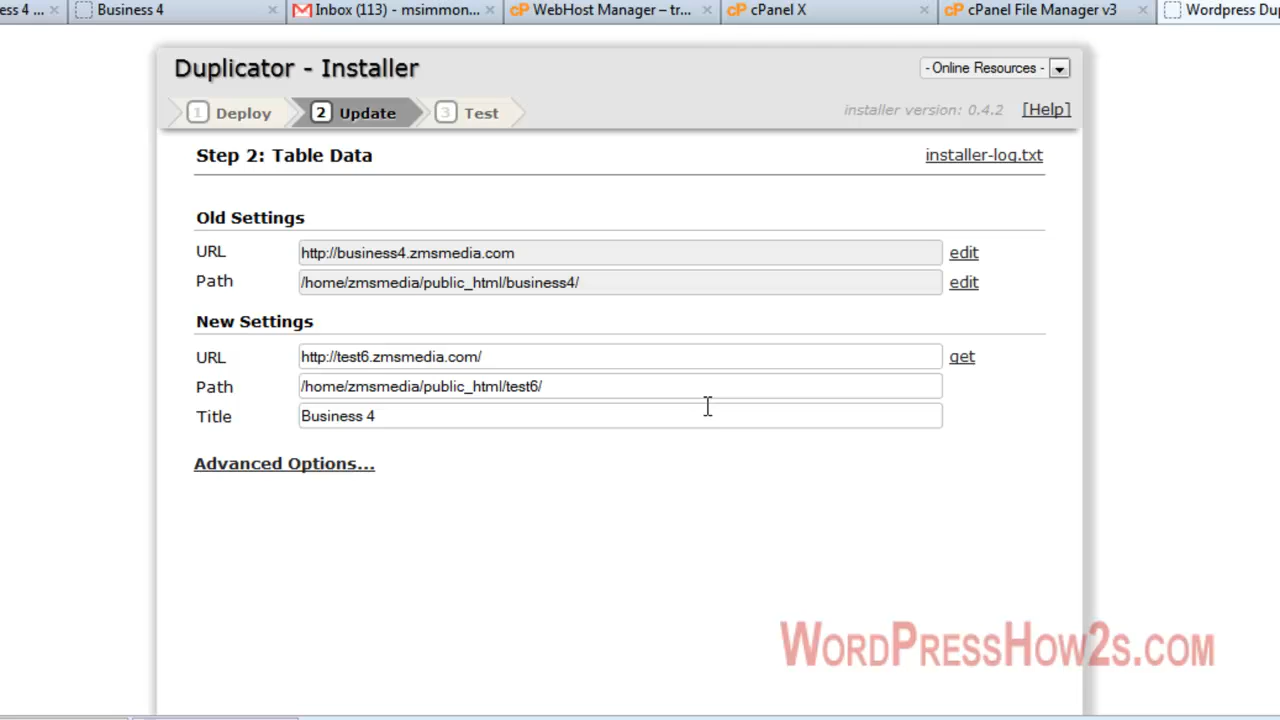 ess 4 ...
Business 4
Inbox (113) - msimmon...
WebHost Manager – tr...
cPanel X
cPanel File Manager v3
Wordpress Dup
Duplicator - Installer
- Online Resources -
1 Deploy
2 Update
3 Test
installer version: 0.4.2
[Help]
Step 2: Table Data
installer-log.txt
Old Settings
URL http://business4.zmsmedia.com edit
Path /home/zmsmedia/public_html/business4/ edit
New Settings
URL http://test6.zmsmedia.com/ get
Path /home/zmsmedia/public_html/test6/
Title Business 4
Advanced Options...
WordPressHow2s.com